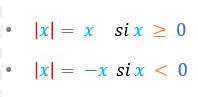 • |x| = x si x ≥ 0
• |x| = −x si x < 0